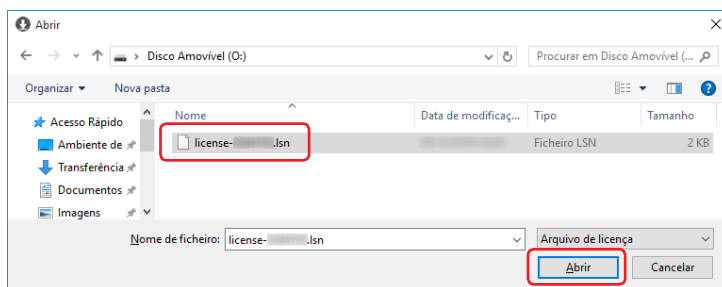 Abrir
Disco Amovível (O:)
Procurar em Disco Amovível (...
Organizar
Nova pasta
Nome
Data de modificaç...
Tipo
Tamanho
Acesso Rápido
Ambiente de
Transferência
Documentos
Imagens
license- .lsn
Ficheiro LSN
2 KB
Nome de ficheiro:
license- .lsn
Arquivo de licença
Abrir
Cancelar